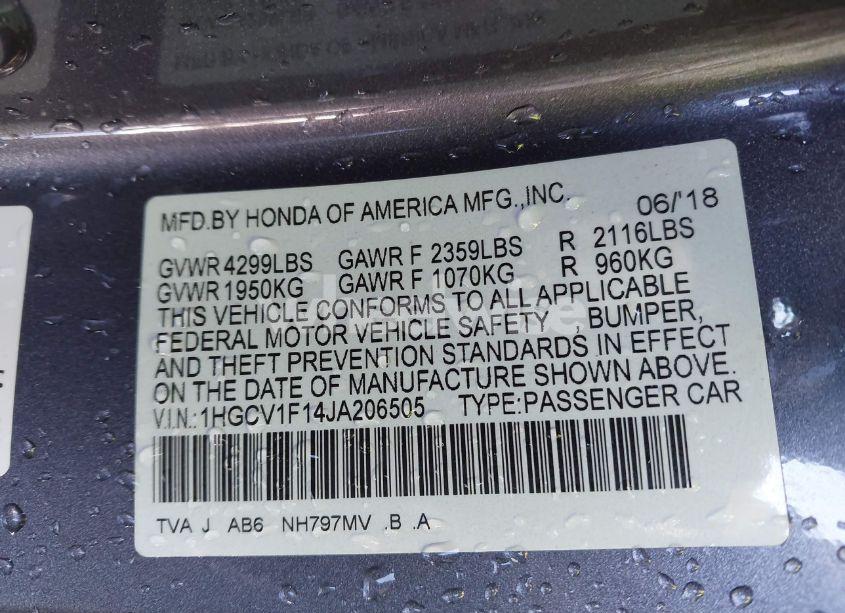 MFD.BY HONDA OF AMERICA MFG.,INC. 06/'18
GVWR 4299LBS GAWR F 2359LBS R 2116LBS
GVWR 1950KG GAWR F 1070KG R 960KG
THIS VEHICLE CONFORMS TO ALL APPLICABLE
FEDERAL MOTOR VEHICLE SAFETY , BUMPER,
AND THEFT PREVENTION STANDARDS IN EFFECT
ON THE DATE OF MANUFACTURE SHOWN ABOVE.
V.I.N.:1HGCV1F14JA206505 TYPE:PASSENGER CAR
TVA J AB6 NH797MV .B .A